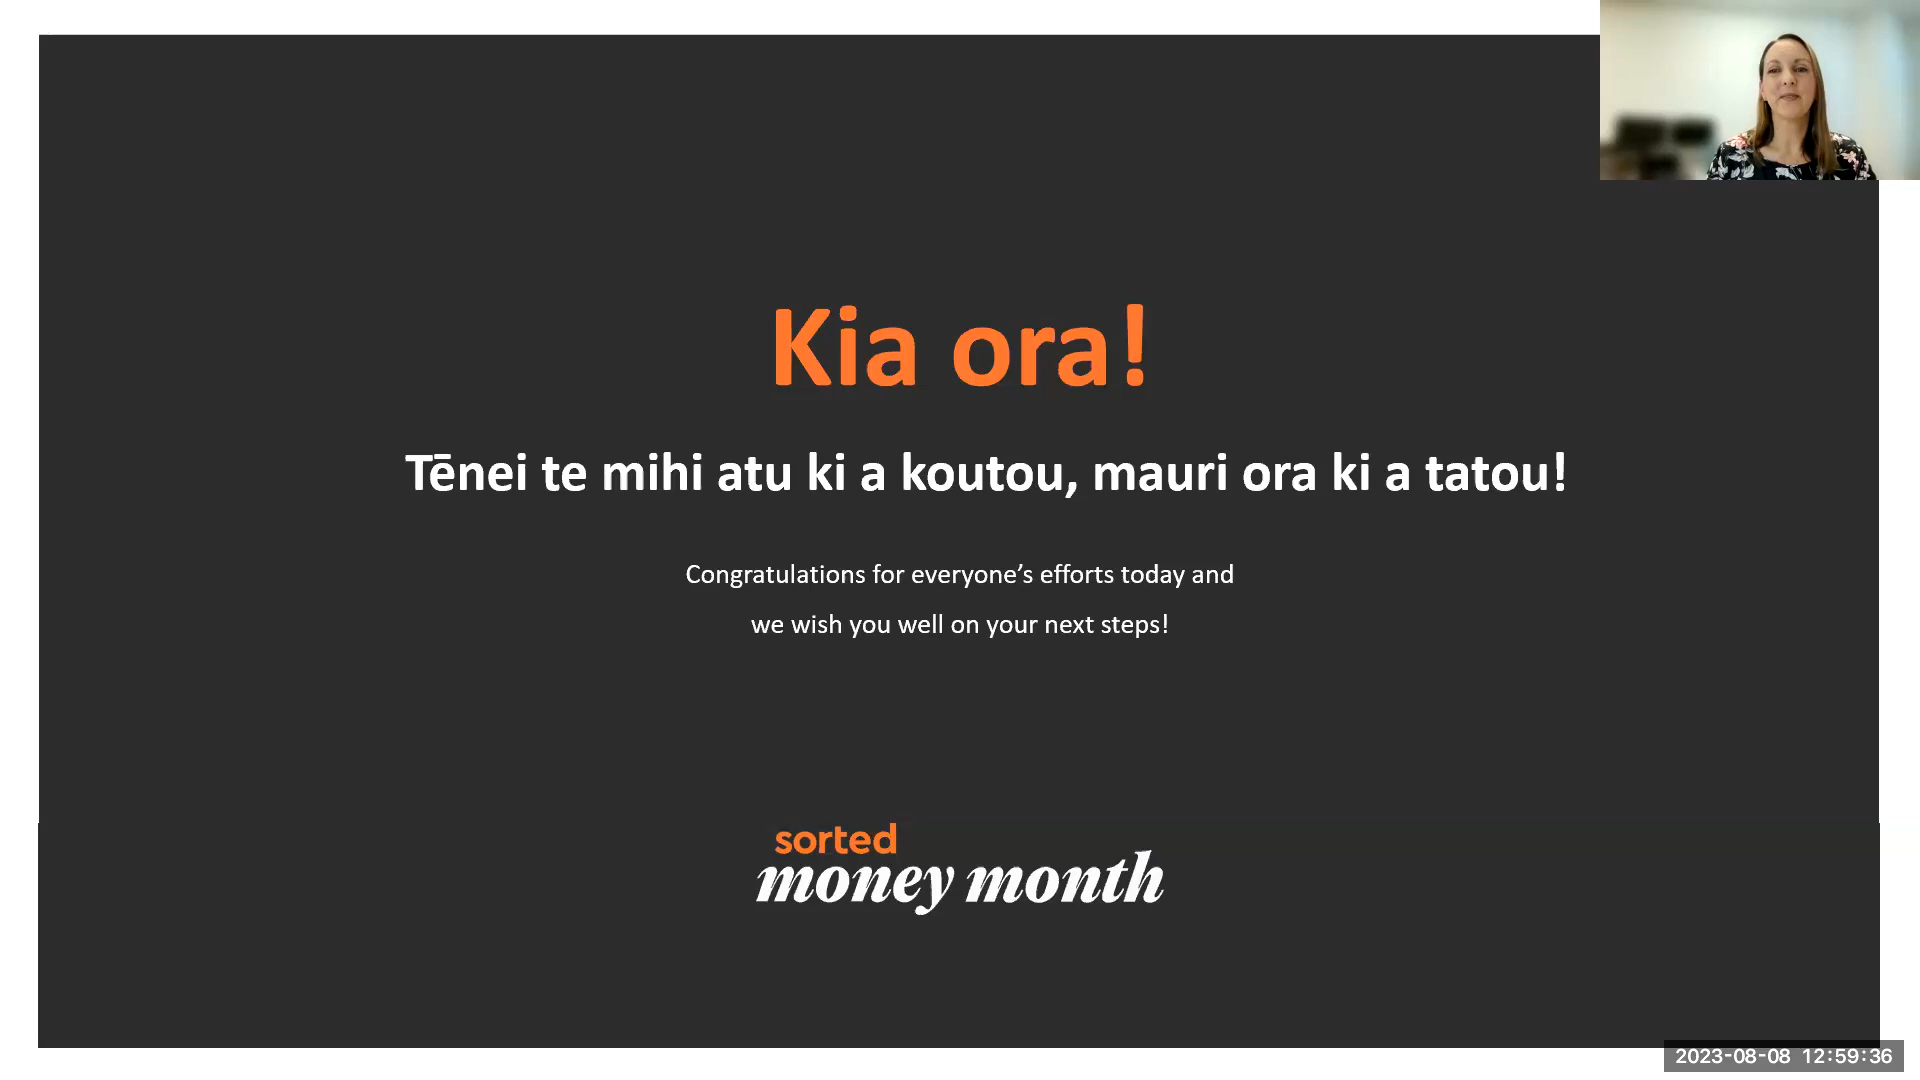 Kia ora!
Tēnei te mihi atu ki a koutou, mauri ora ki a tatou!
Congratulations for everyone’s efforts today and
we wish you well on your next steps!
sorted
money month
2023-08-08 12:59:36